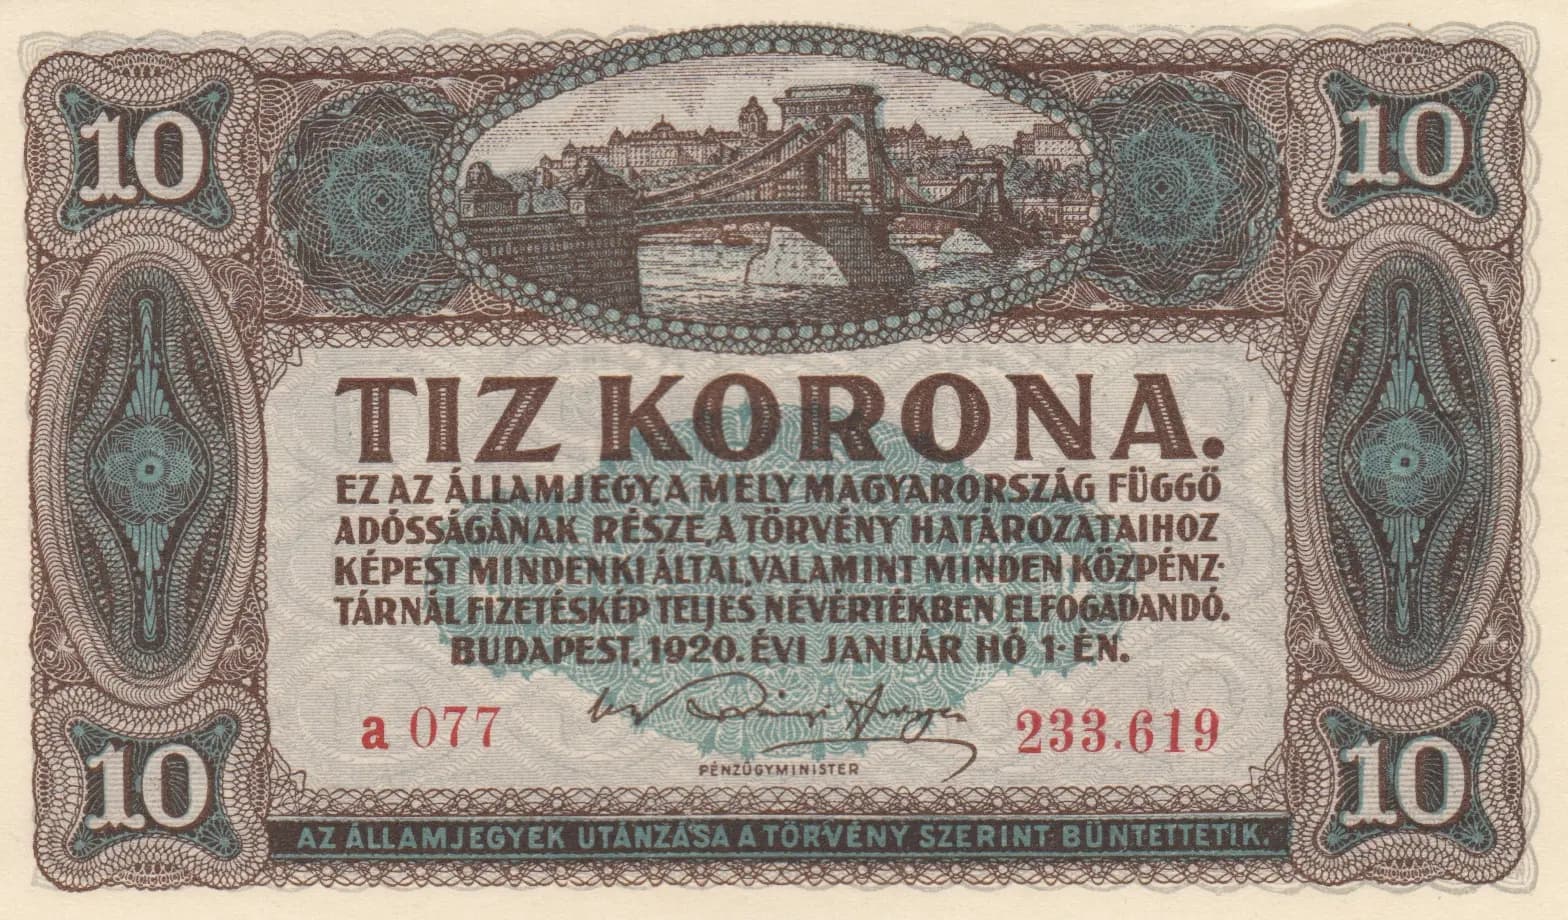 10 10
TIZ KORONA.
EZ AZ ÁLLAMJEGY, A MELY MAGYARORSZÁG FÜGGŐ
ADÓSSÁGÁNAK RÉSZE, A TÖRVÉNY HATÁROZATAIHOZ
KÉPEST MINDENKI ÁLTAL, VALAMINT MINDEN KÖZPÉNZ-
TÁRNÁL FIZETÉSKÉP TELJES NÉVÉRTÉKBEN ELFOGADANDÓ.
BUDAPEST, 1920. ÉVI JANUÁR HÓ 1-ÉN.
a 077 233.619
PÉNZÜGYMINISTER
10 10
AZ ÁLLAMJEGYEK UTÁNZÁSA A TÖRVÉNY SZERINT BÜNTETTETIK.